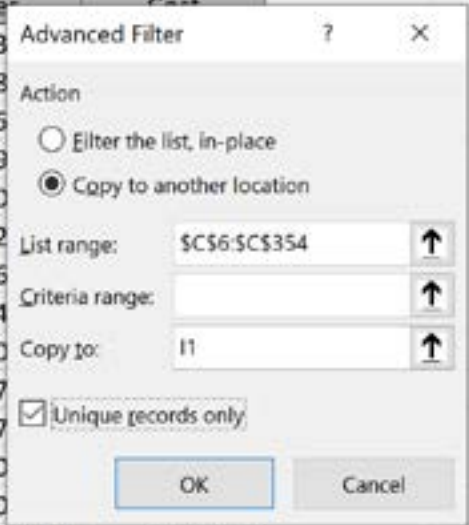 Advanced Filter ? ×
Action
Filter the list, in-place
Copy to another location
List range: $C$6:$C$354
Criteria range:
Copy to: I1
Unique records only
OK Cancel